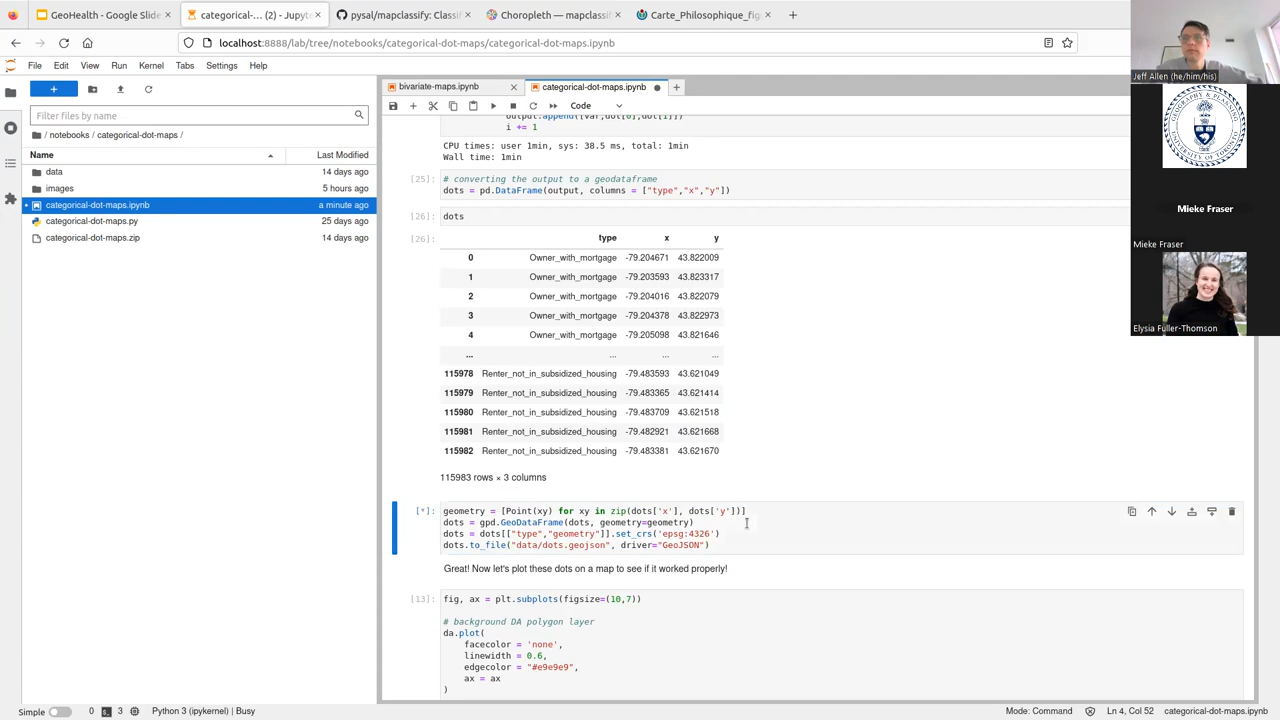 GeoHealth - Google Slide
categorical-... (2) - Jupyte
pysal/mapclassify: Classif
Choropleth — mapclassif
Carte_Philosophique_fig
localhost:8888/lab/tree/notebooks/categorical-dot-maps/categorical-dot-maps.ipynb
File Edit View Run Kernel Tabs Settings Help
Filter files by name
/ notebooks / categorical-dot-maps /
Name Last Modified
data 14 days ago
images 5 hours ago
categorical-dot-maps.ipynb a minute ago
categorical-dot-maps.py 25 days ago
categorical-dot-maps.zip 14 days ago
bivariate-maps.ipynb
categorical-dot-maps.ipynb
Code
output.append([var,dot[0],dot[1]])
i += 1
CPU times: user 1min, sys: 38.5 ms, total: 1min
Wall time: 1min
[25]: # converting the output to a geodataframe
dots = pd.DataFrame(output, columns = ["type","x","y"])
[26]: dots
[26]: type x y
0 Owner_with_mortgage -79.204671 43.822009
1 Owner_with_mortgage -79.203593 43.823317
2 Owner_with_mortgage -79.204016 43.822079
3 Owner_with_mortgage -79.204378 43.822973
4 Owner_with_mortgage -79.205098 43.821646
... ... ... ...
115978 Renter_not_in_subsidized_housing -79.483593 43.621049
115979 Renter_not_in_subsidized_housing -79.483365 43.621414
115980 Renter_not_in_subsidized_housing -79.483709 43.621518
115981 Renter_not_in_subsidized_housing -79.482921 43.621668
115982 Renter_not_in_subsidized_housing -79.483381 43.621670
115983 rows × 3 columns
[*]: geometry = [Point(xy) for xy in zip(dots['x'], dots['y'])]
dots = gpd.GeoDataFrame(dots, geometry=geometry)
dots = dots[["type","geometry"]].set_crs('epsg:4326')
dots.to_file("data/dots.geojson", driver="GeoJSON")
Great! Now let's plot these dots on a map to see if it worked properly!
[13]: fig, ax = plt.subplots(figsize=(10,7))
# background DA polygon layer
da.plot(
facecolor = 'none',
linewidth = 0.6,
edgecolor = "#e9e9e9",
ax = ax
)
Simple 0 3 Python 3 (ipykernel) | Busy
Mode: Command Ln 4, Col 52 categorical-dot-maps.ipynb
Jeff Allen (he/him/his)
Mieke Fraser
Mieke Fraser
Elysia Fuller-Thomson